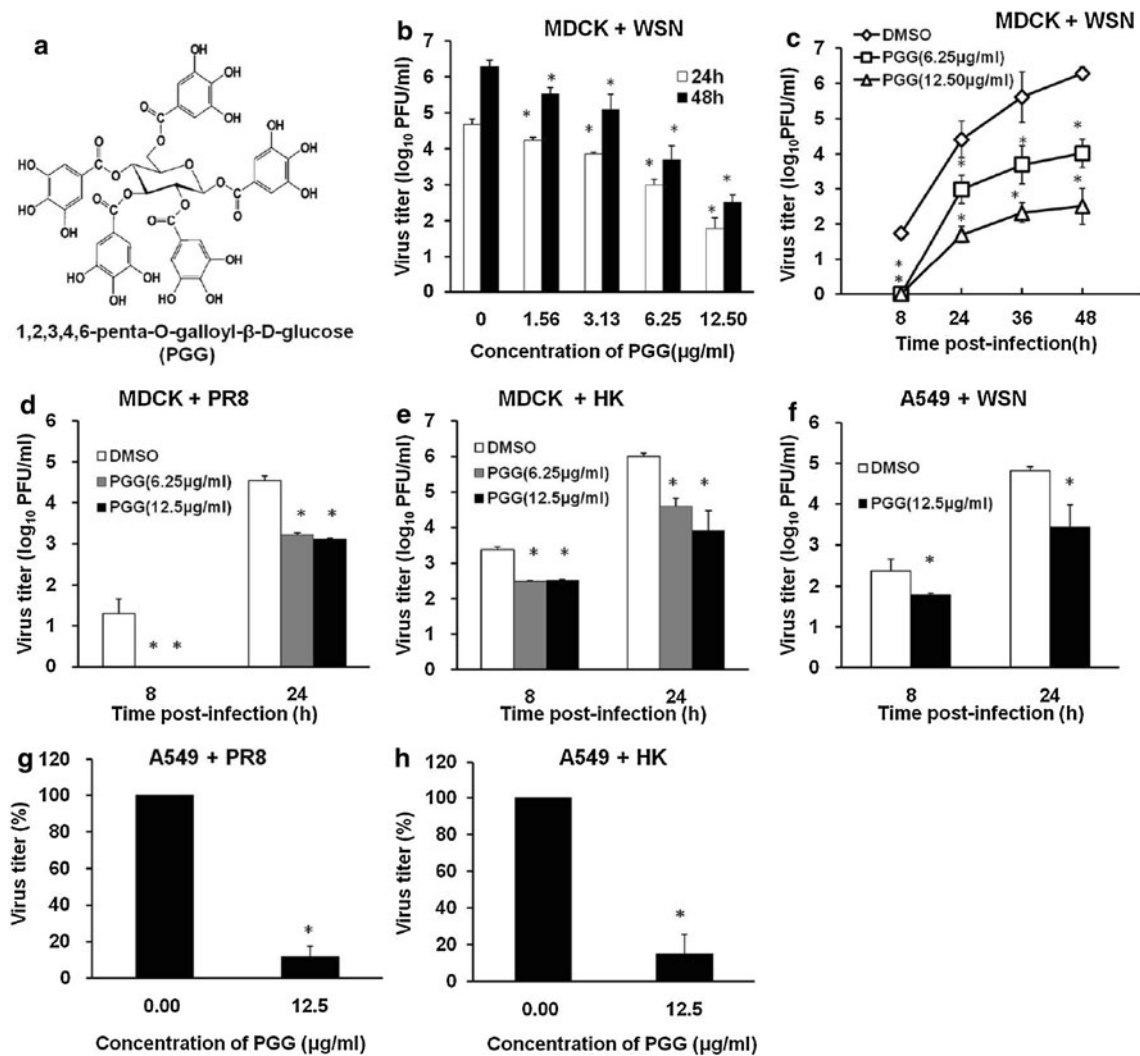 a
OH
HO
OH
O
O
HO
HO
HO
O
O
O
O
O
O
O
O
O
O
OH
OH
OH
HO
HO
OH
OH
OH
HO
OH
1,2,3,4,6-penta-O-galloyl-β-D-glucose
(PGG)
b
MDCK + WSN
Virus titer (log10 PFU/ml)
7
6
5
4
3
2
1
0
24h
48h
* * * * * * * *
0 1.56 3.13 6.25 12.50
Concentration of PGG(μg/ml)
c
MDCK + WSN
DMSO
PGG(6.25μg/ml)
PGG(12.50μg/ml)
Virus titer (log10PFU/ml)
7
6
5
4
3
2
1
0
* * * * * * * *
8 24 36 48
Time post-infection(h)
d
MDCK + PR8
DMSO
PGG(6.25μg/ml)
PGG(12.5μg/ml)
Virus titer (log10 PFU/ml)
6
5
4
3
2
1
0
* * * *
8 24
Time post-infection (h)
e
MDCK + HK
DMSO
PGG(6.25μg/ml)
PGG(12.5μg/ml)
Virus titer (log10 PFU/ml)
7
6
5
4
3
2
1
0
* * * *
8 24
Time post-infection (h)
f
A549 + WSN
DMSO
PGG(12.5μg/ml)
Virus titer (log10 PFU/ml)
6
5
4
3
2
1
0
* *
8 24
Time post-infection (h)
g
A549 + PR8
Virus titer (%)
120
100
80
60
40
20
0
*
0.00 12.5
Concentration of PGG (μg/ml)
h
A549 + HK
Virus titer (%)
120
100
80
60
40
20
0
*
0.00 12.5
Concentration of PGG (μg/ml)